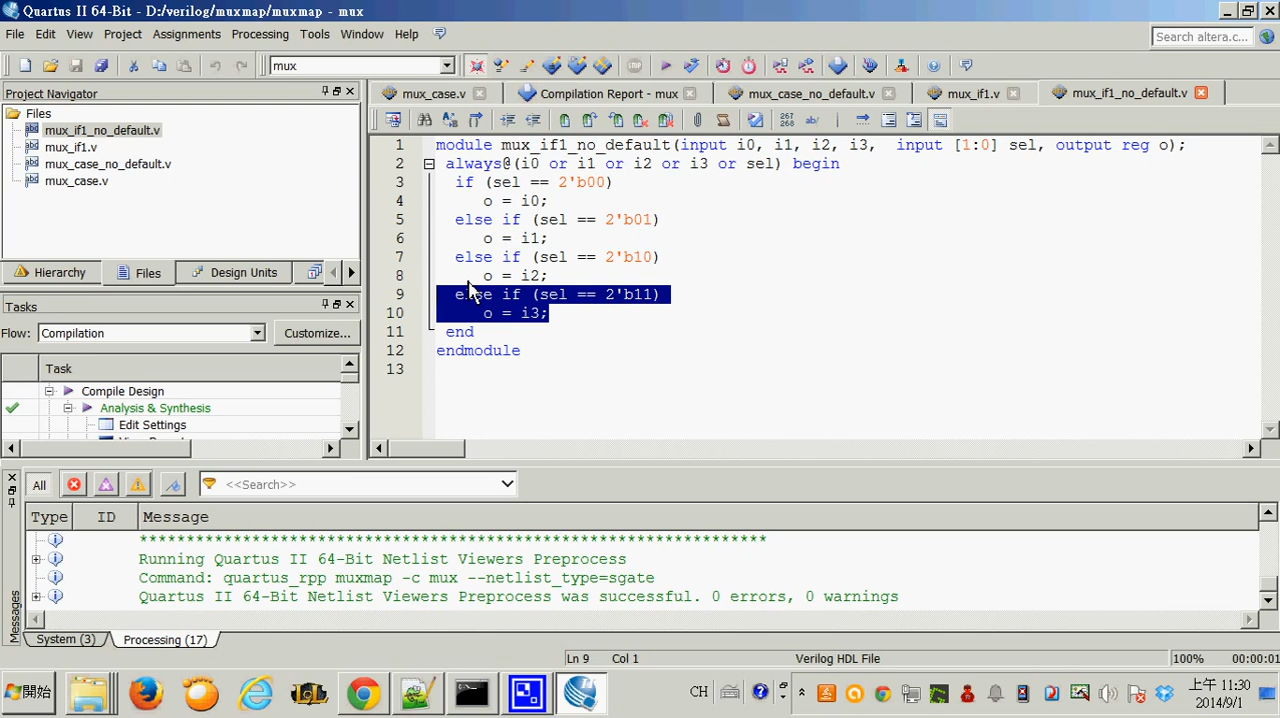 Quartus II 64-Bit - D:/verilog/muxmap/muxmap - mux
File Edit View Project Assignments Processing Tools Window Help
Search altera.c...
mux
Project Navigator
Files
mux_if1_no_default.v
mux_if1.v
mux_case_no_default.v
mux_case.v
Hierarchy Files Design Units
Tasks
Flow: Compilation Customize...
Task
Compile Design
Analysis & Synthesis
Edit Settings
mux_case.v Compilation Report - mux mux_case_no_default.v mux_if1.v mux_if1_no_default.v
267
268
ab/
1 module mux_if1_no_default(input i0, i1, i2, i3,  input [1:0] sel, output reg o);
2 always@(i0 or i1 or i2 or i3 or sel) begin
3 if (sel == 2'b00)
4 o = i0;
5 else if (sel == 2'b01)
6 o = i1;
7 else if (sel == 2'b10)
8 o = i2;
9 else if (sel == 2'b11)
10 o = i3;
11 end
12 endmodule
13
All <<Search>>
Type ID Message
*******************************************************************
Running Quartus II 64-Bit Netlist Viewers Preprocess
Command: quartus_rpp muxmap -c mux --netlist_type=sgate
Quartus II 64-Bit Netlist Viewers Preprocess was successful. 0 errors, 0 warnings
Messages
System (3) Processing (17)
Ln 9 Col 1 Verilog HDL File 100% 00:00:01
開始
CH
上午 11:30
2014/9/1